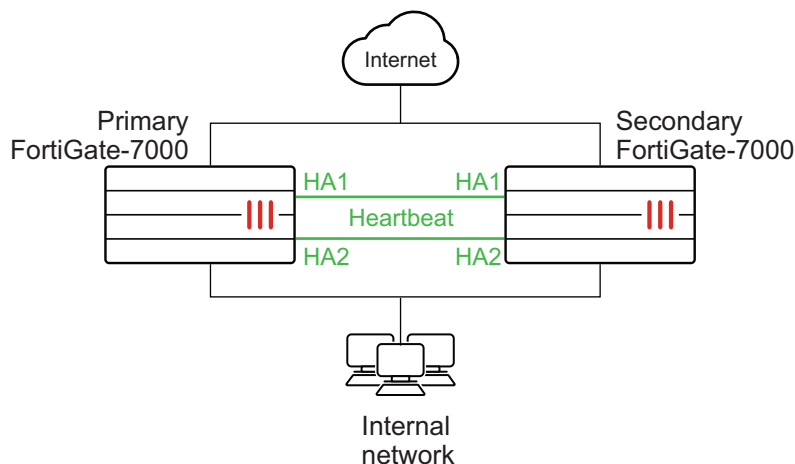 Internet
Primary
FortiGate-7000
Secondary
FortiGate-7000
HA1
HA1
Heartbeat
HA2
HA2
Internal
network